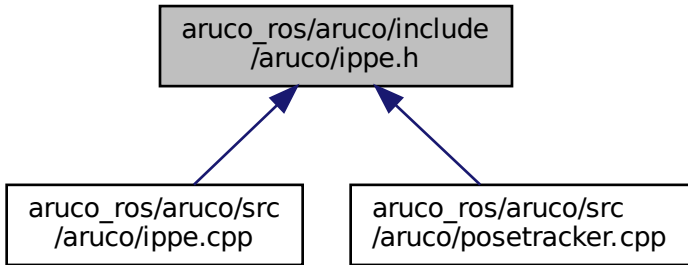 aruco_ros/aruco/include
/aruco/ippe.h
aruco_ros/aruco/src
/aruco/ippe.cpp
aruco_ros/aruco/src
/aruco/posetracker.cpp